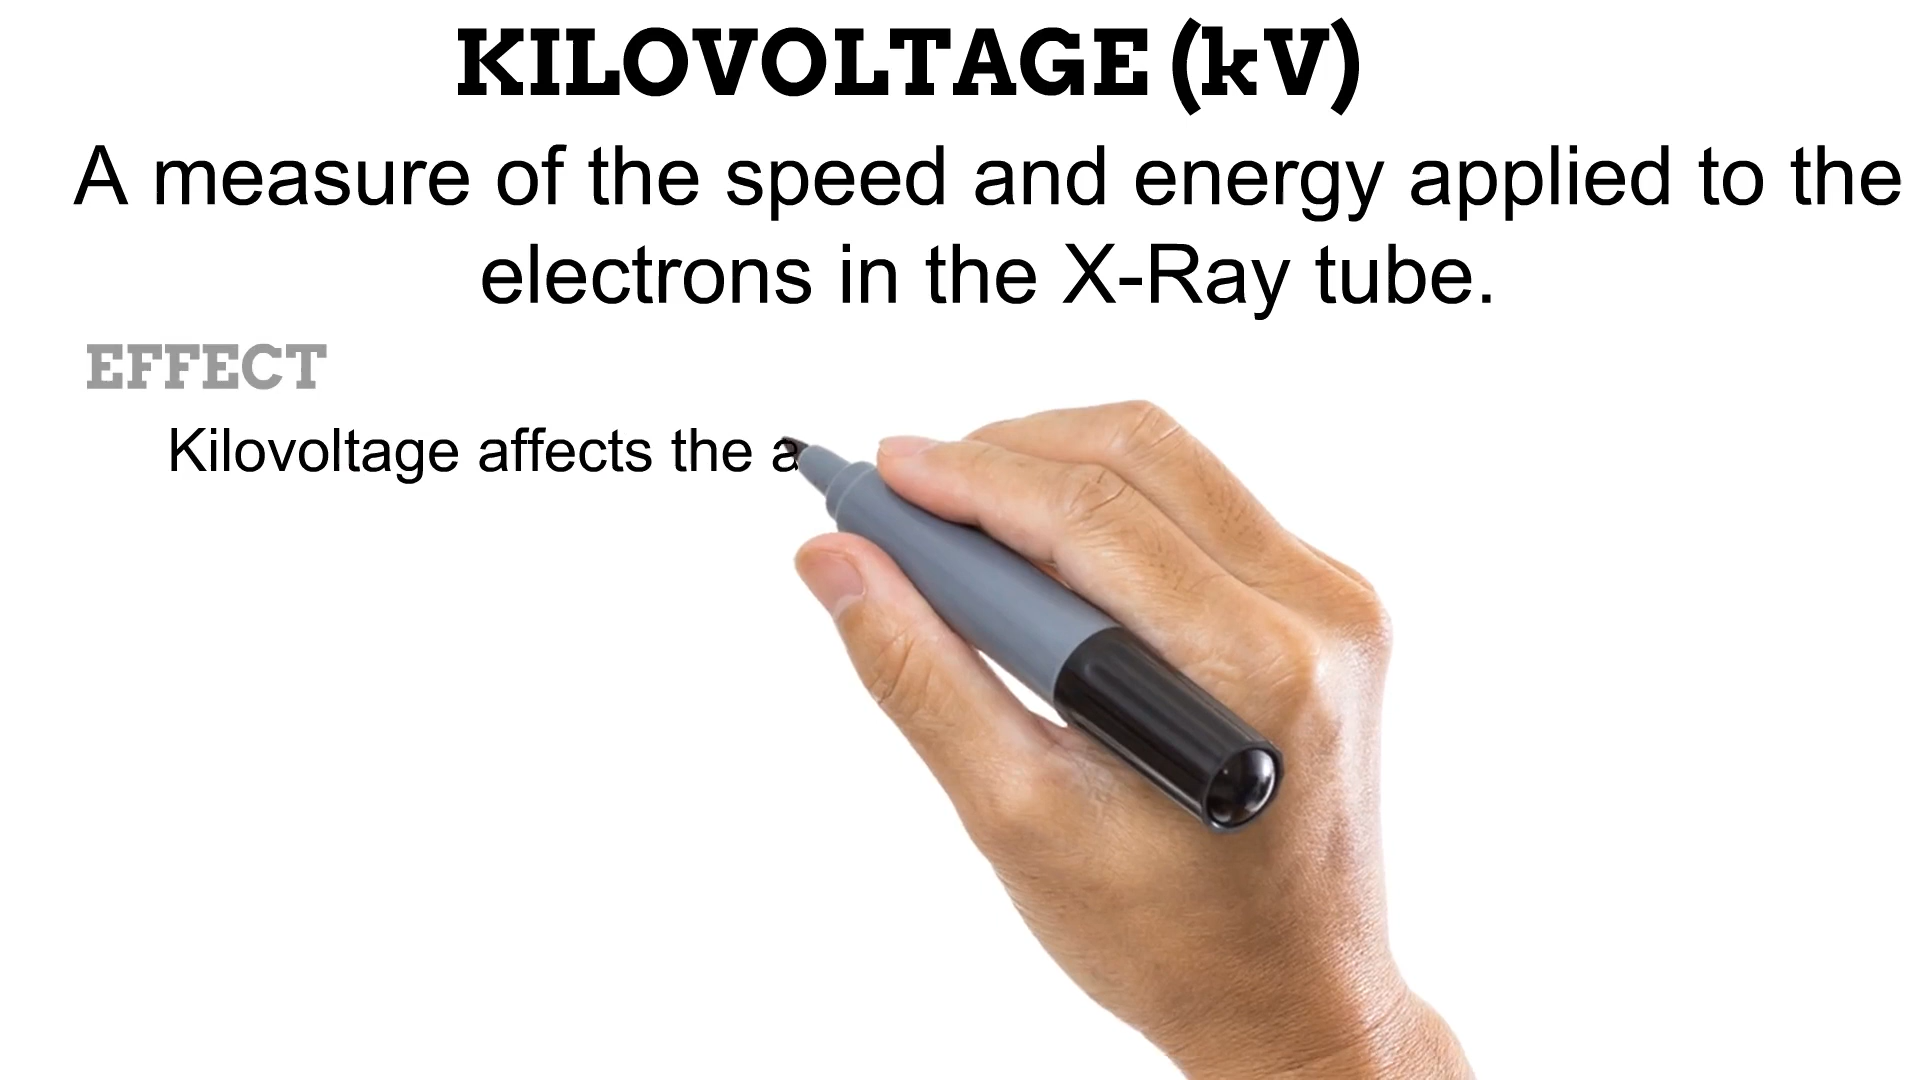 KILOVOLTAGE (kV)
A measure of the speed and energy applied to the
electrons in the X-Ray tube.
EFFECT
Kilovoltage affects the a